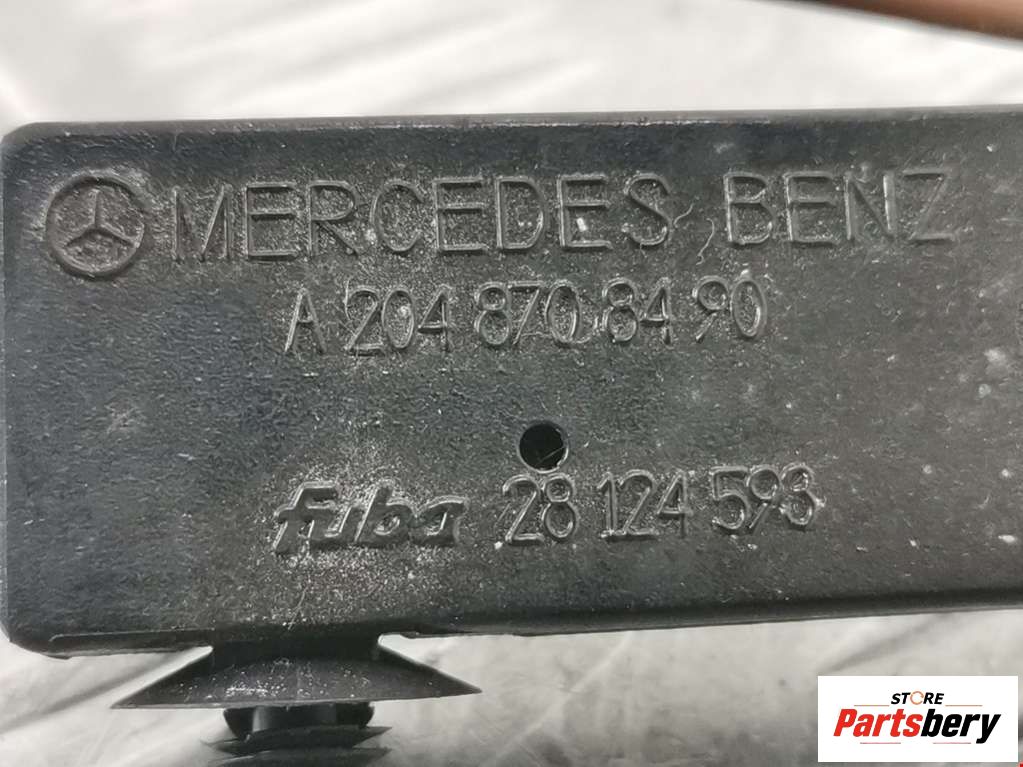 MERCEDES BENZ
A 204 870 84 90
fuba 28 124 593
STORE
Partsbery